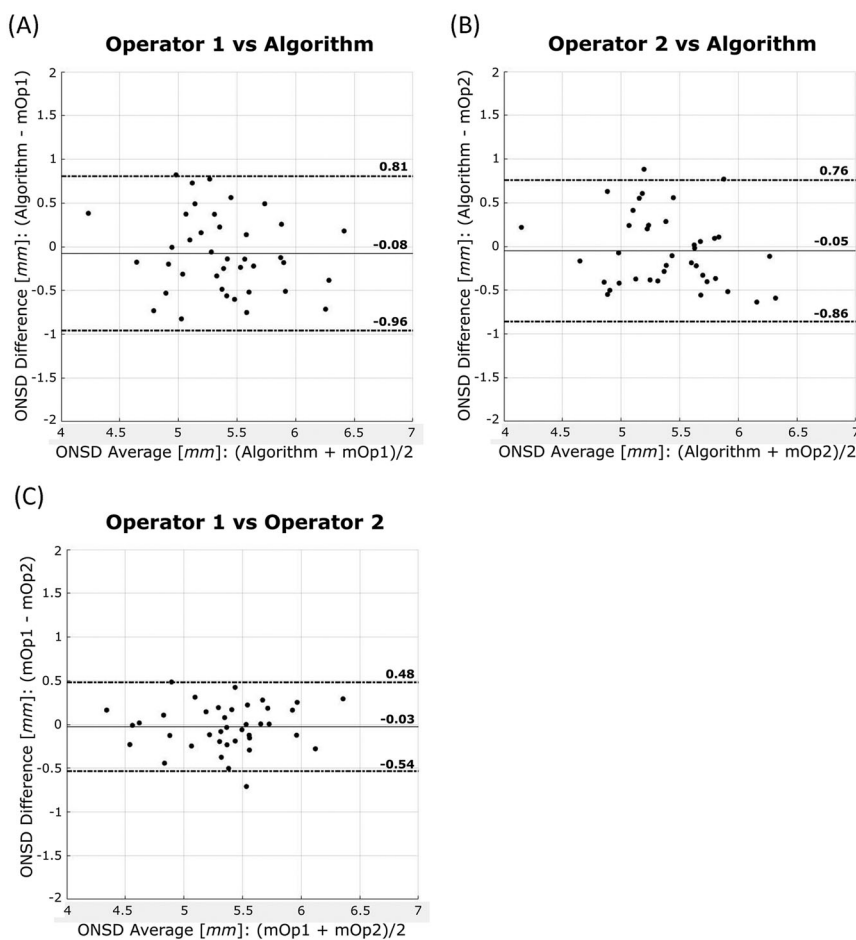 (A)
Operator 1 vs Algorithm
ONSD Difference [mm]: (Algorithm - mOp1)
2
1.5
1
0.81
0.5
0
-0.08
-0.5
-0.96
-1
-1.5
-2
4 4.5 5 5.5 6 6.5 7
ONSD Average [mm]: (Algorithm + mOp1)/2
(B)
Operator 2 vs Algorithm
ONSD Difference [mm]: (Algorithm - mOp2)
2
1.5
1
0.76
0.5
0
-0.05
-0.5
-0.86
-1
-1.5
-2
4 4.5 5 5.5 6 6.5 7
ONSD Average [mm]: (Algorithm + mOp2)/2
(C)
Operator 1 vs Operator 2
ONSD Difference [mm]: (mOp1 - mOp2)
2
1.5
1
0.5
0.48
0
-0.03
-0.5
-0.54
-1
-1.5
-2
4 4.5 5 5.5 6 6.5 7
ONSD Average [mm]: (mOp1 + mOp2)/2